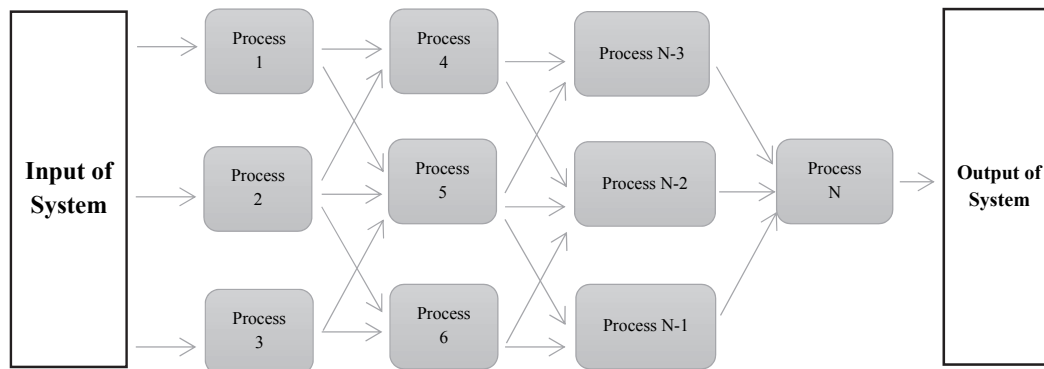 Input of
System
Process
1
Process
2
Process
3
Process
4
Process
5
Process
6
Process N-3
Process N-2
Process N-1
Process
N
Output of
System